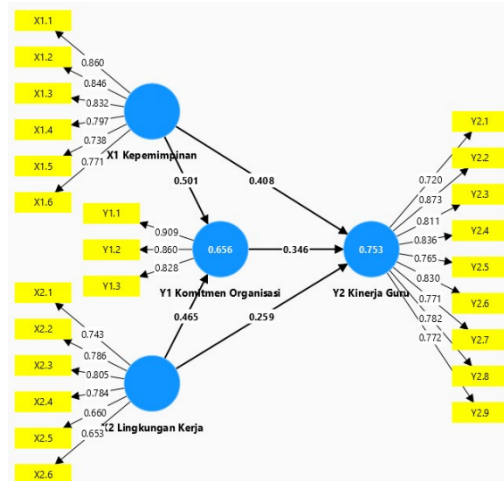 X1.1
X1.2
X1.3
X1.4
X1.5
X1.6
0.860
0.846
0.832
0.797
0.738
0.771
X1 Kepemimpinan
0.501
0.408
Y1.1
Y1.2
Y1.3
0.909
0.860
0.828
0.656
Y1 Komitmen Organisasi
0.346
0.753
Y2 Kinerja Guru
0.465
0.259
X2.1
X2.2
X2.3
X2.4
X2.5
X2.6
0.743
0.786
0.805
0.784
0.660
0.653
X2 Lingkungan Kerja
Y2.1
Y2.2
Y2.3
Y2.4
Y2.5
Y2.6
Y2.7
Y2.8
Y2.9
0.720
0.873
0.811
0.836
0.765
0.830
0.771
0.782
0.772